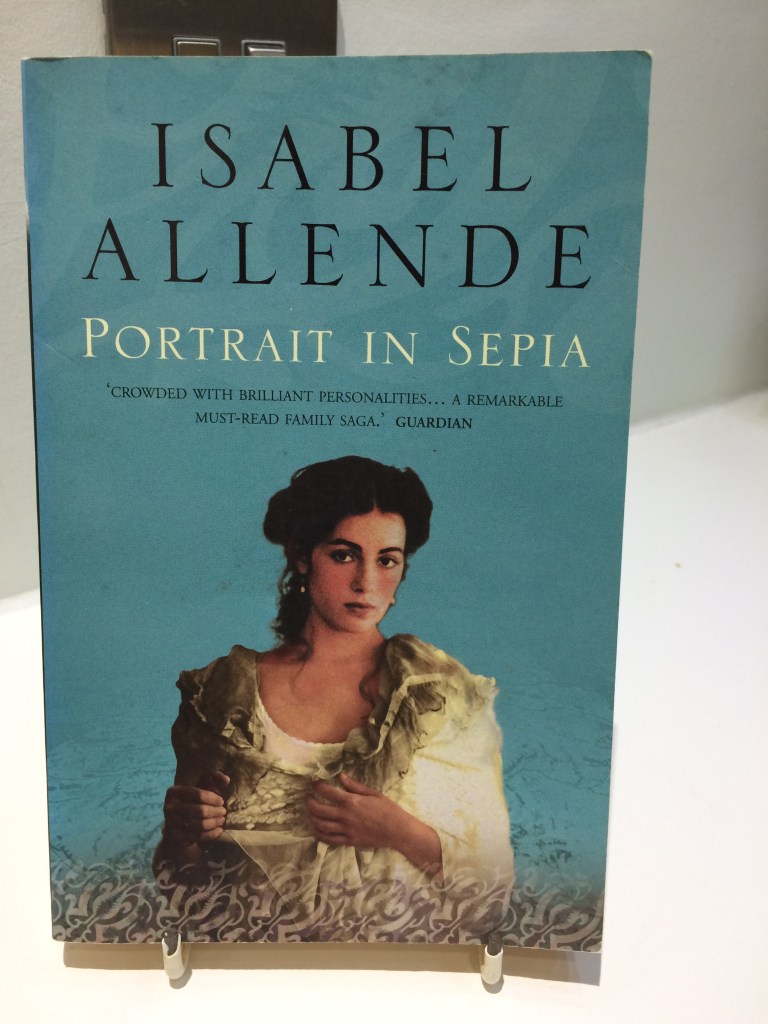 ISABEL
ALLENDE
PORTRAIT IN SEPIA
‘CROWDED WITH BRILLIANT PERSONALITIES... A REMARKABLE
MUST-READ FAMILY SAGA.’ GUARDIAN